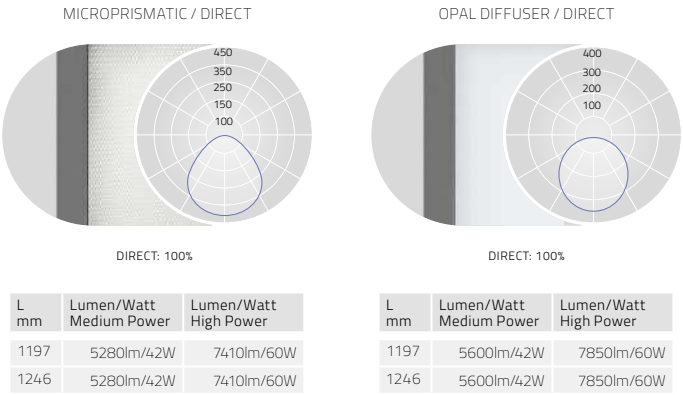 MICROPRISMATIC / DIRECT
450
350
250
150
100
DIRECT: 100%
L mm Lumen/Watt Medium Power Lumen/Watt High Power
1197 5280lm/42W 7410lm/60W
1246 5280lm/42W 7410lm/60W
OPAL DIFFUSER / DIRECT
400
300
200
100
DIRECT: 100%
L mm Lumen/Watt Medium Power Lumen/Watt High Power
1197 5600lm/42W 7850lm/60W
1246 5600lm/42W 7850lm/60W